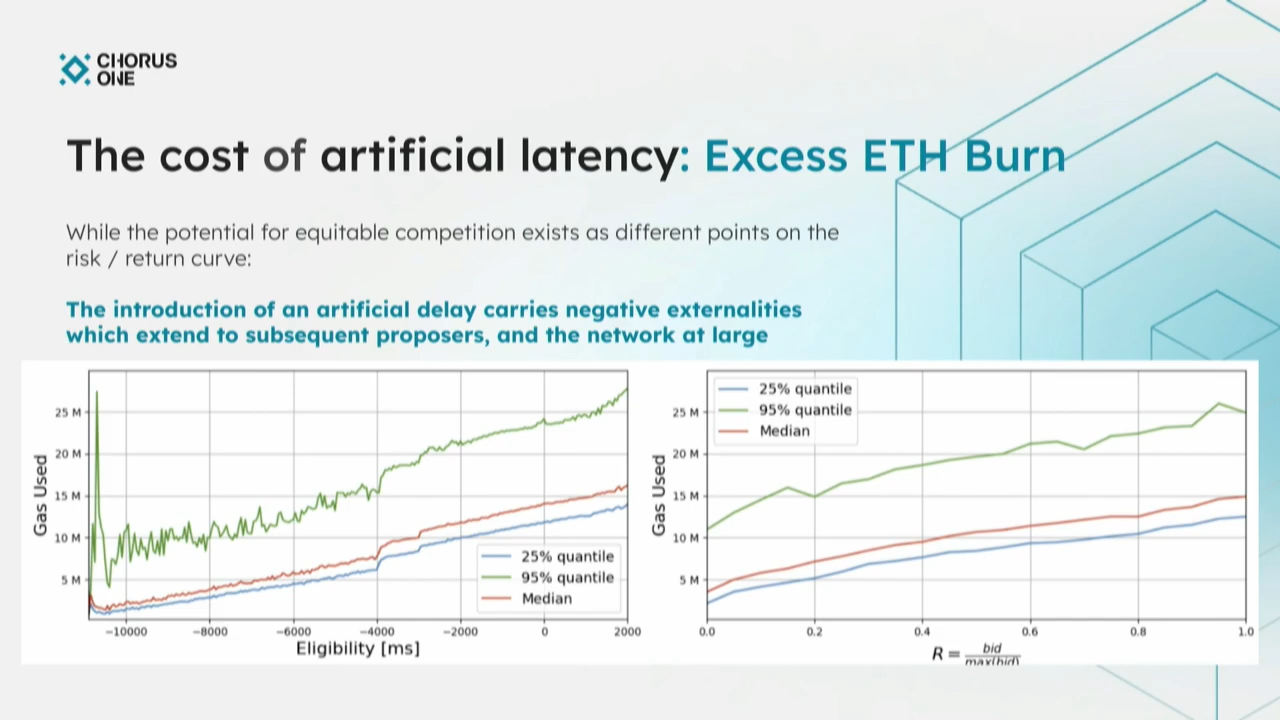 CHORUS
ONE
The cost of artificial latency: Excess ETH Burn
While the potential for equitable competition exists as different points on the
risk / return curve:
The introduction of an artificial delay carries negative externalities
which extend to subsequent proposers, and the network at large
Gas Used
25 M
20 M
15 M
10 M
5 M
25% quantile
95% quantile
Median
−10000 −8000 −6000 −4000 −2000 0 2000
Eligibility [ms]
Gas Used
25 M
20 M
15 M
10 M
5 M
25% quantile
95% quantile
Median
0.0 0.2 0.4 0.6 0.8 1.0
R = bid
max(bid)